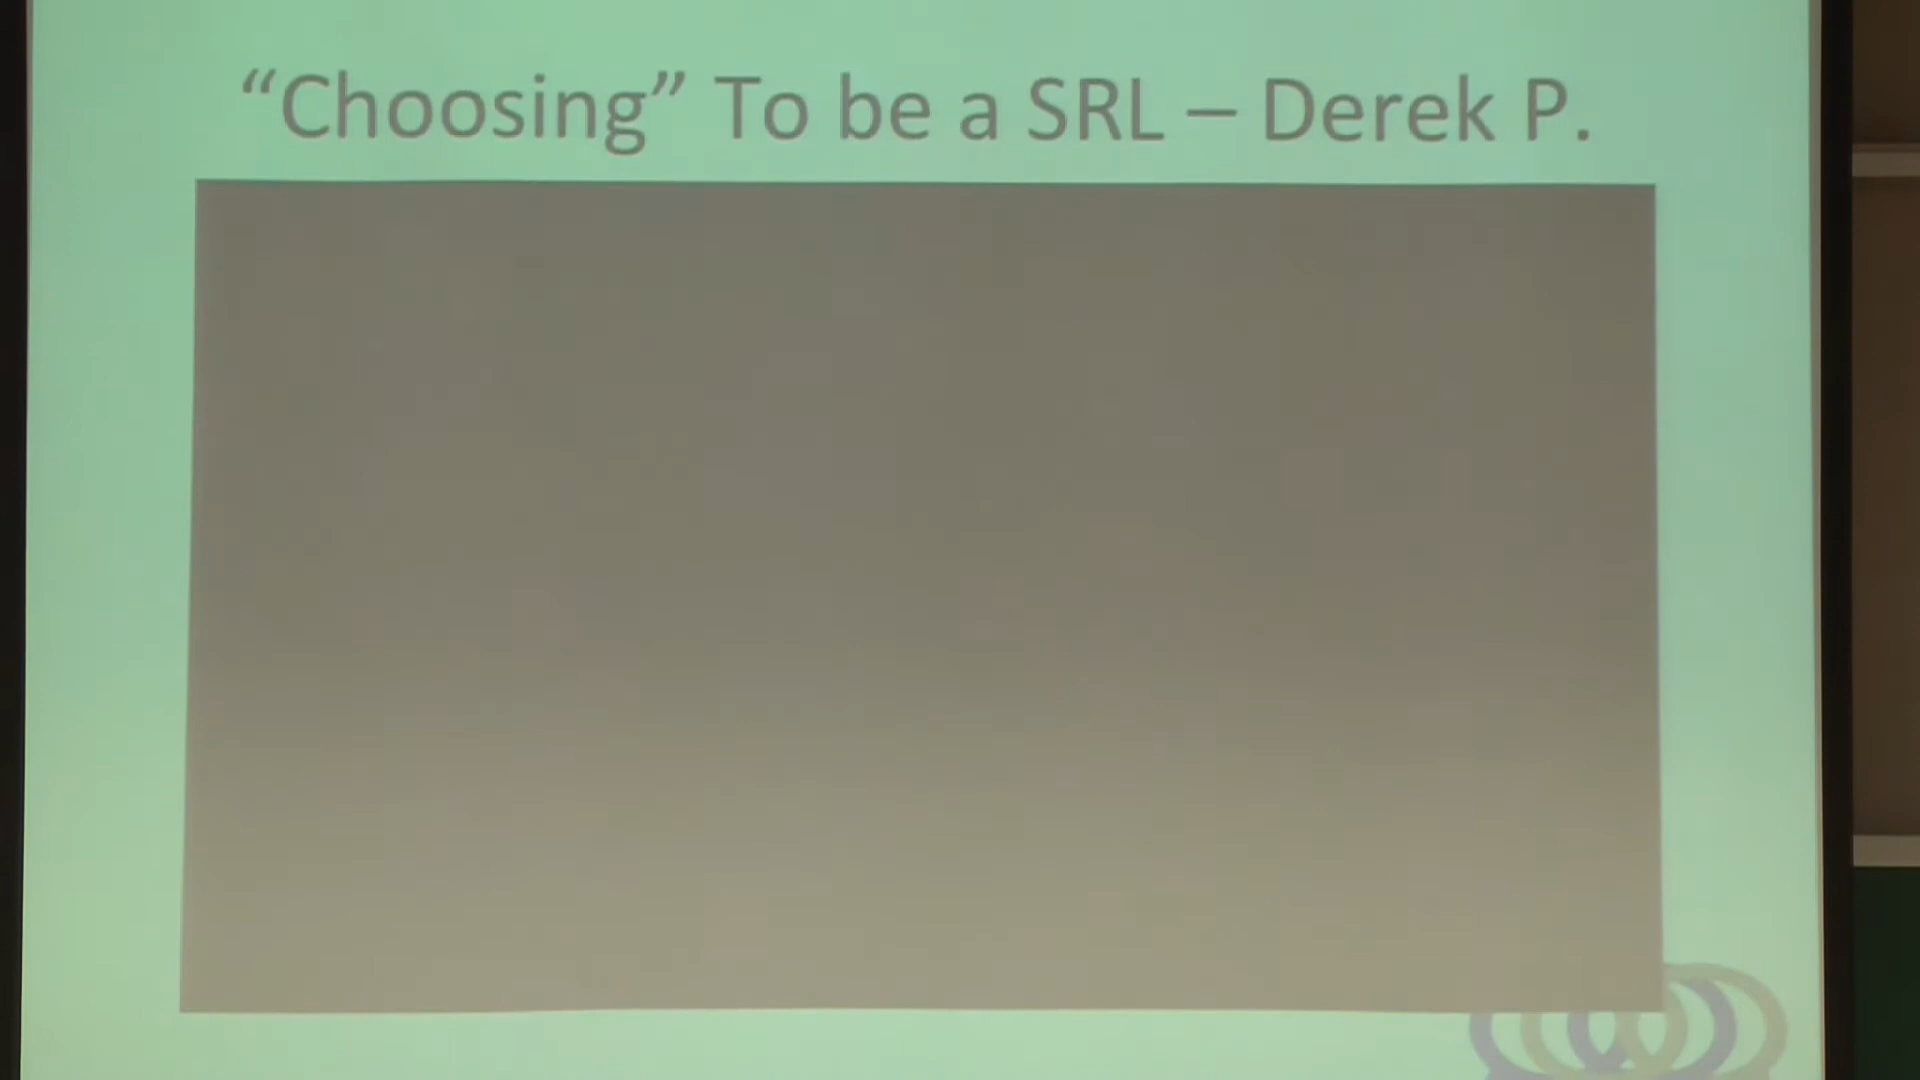 “Choosing” To be a SRL – Derek P.